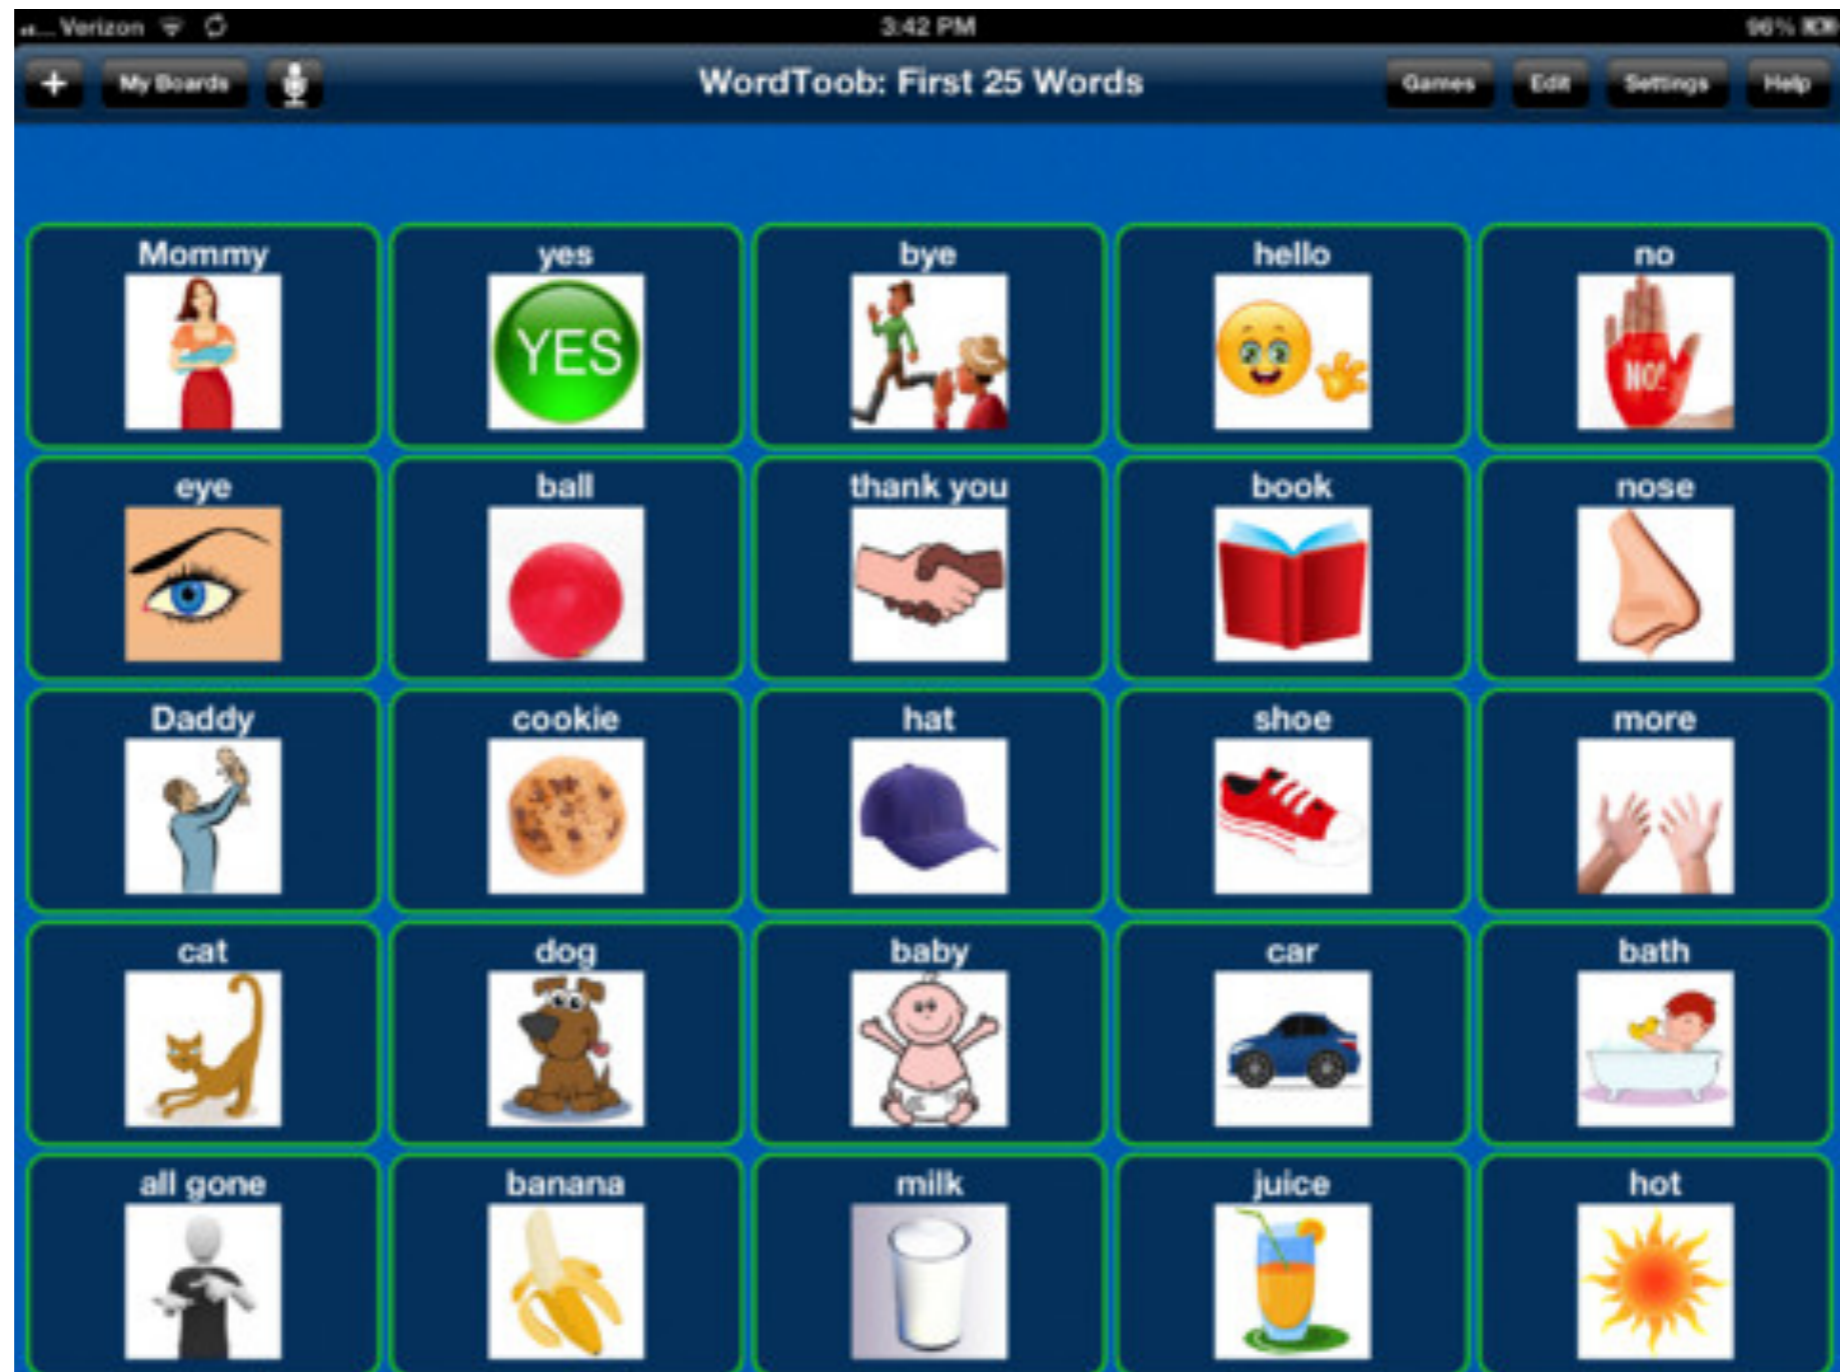 Verizon 3:42 PM 96%
+ My Boards WordToob: First 25 Words Games Edit Settings Help
Mommy yes bye hello no
YES NO!
eye ball thank you book nose
Daddy cookie hat shoe more
cat dog baby car bath
all gone banana milk juice hot